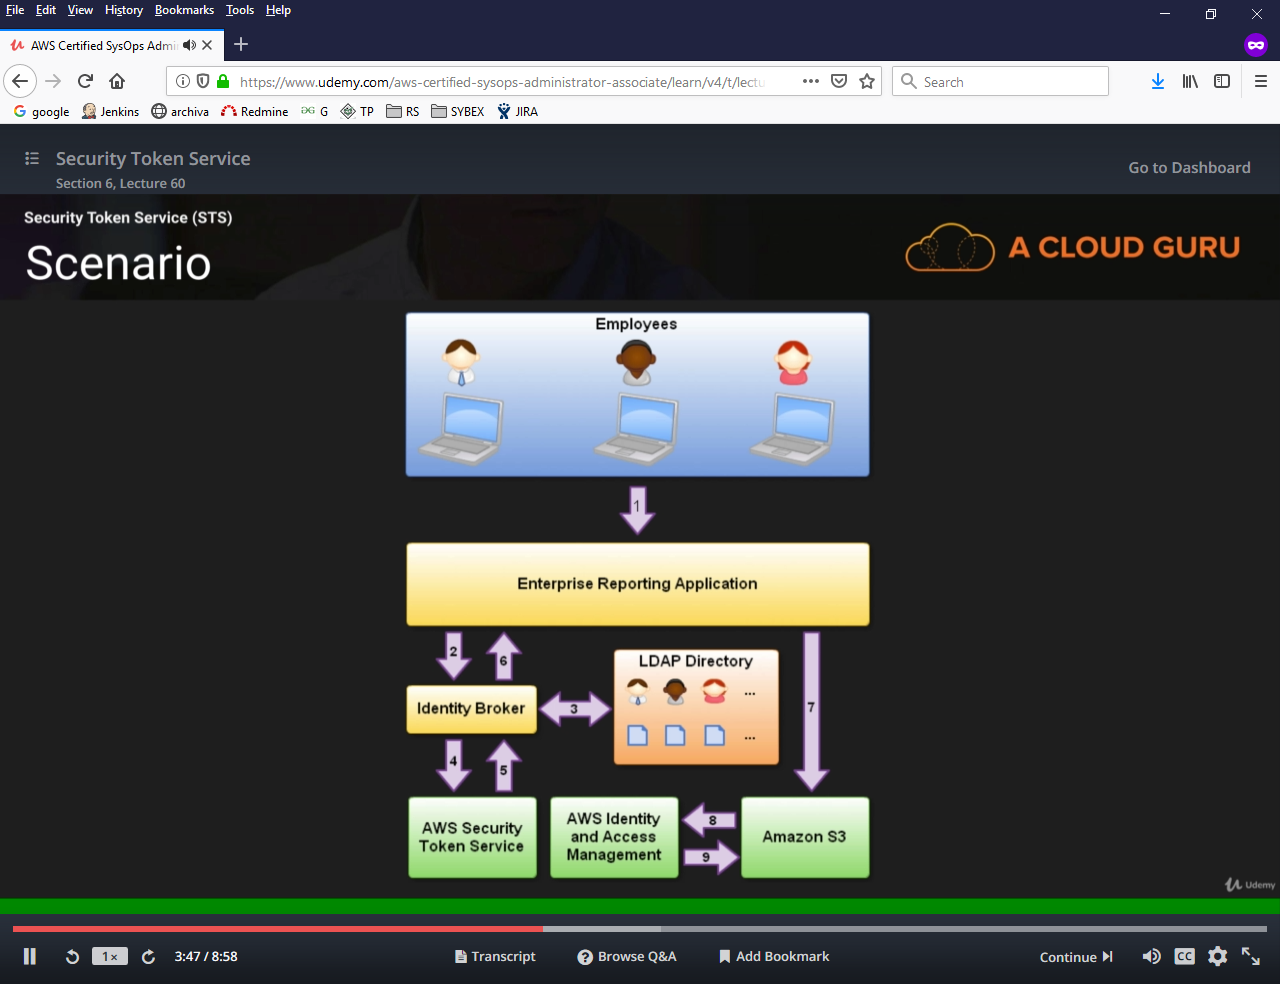 File Edit View History Bookmarks Tools Help
AWS Certified SysOps Admi
https://www.udemy.com/aws-certified-sysops-administrator-associate/learn/v4/t/lectu
Search
google Jenkins archiva Redmine G TP RS SYBEX JIRA
Security Token Service
Section 6, Lecture 60
Go to Dashboard
Security Token Service (STS)
Scenario
A CLOUD GURU
Employees
1
Enterprise Reporting Application
2
6
LDAP Directory
...
Identity Broker
3
7
...
4
5
AWS Security
Token Service
AWS Identity
and Access
Management
8
9
Amazon S3
Udemy
1×
3:47 / 8:58
Transcript
Browse Q&A
Add Bookmark
Continue
CC